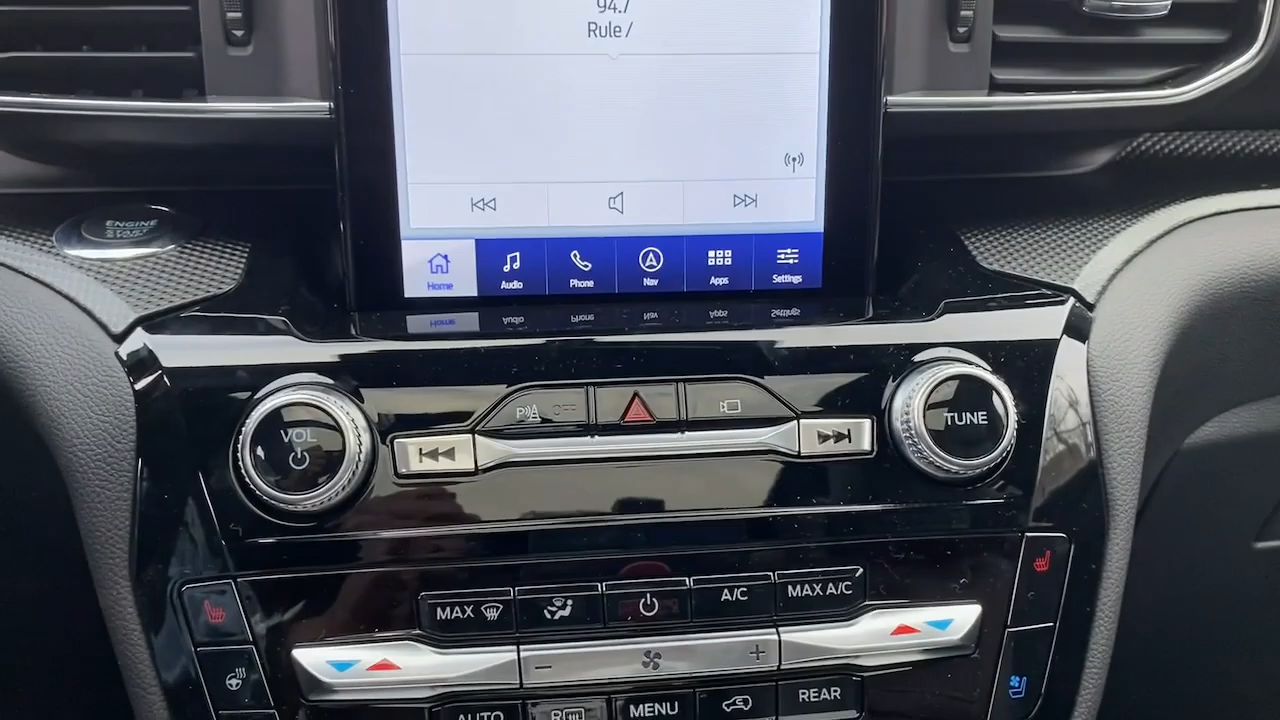 94.7
Rule /
ENGINE
START
STOP
Home
Audio
Phone
Nav
Apps
Settings
VOL
P
OFF
TUNE
MAX
A/C
MAX A/C
AUTO
R
MENU
REAR